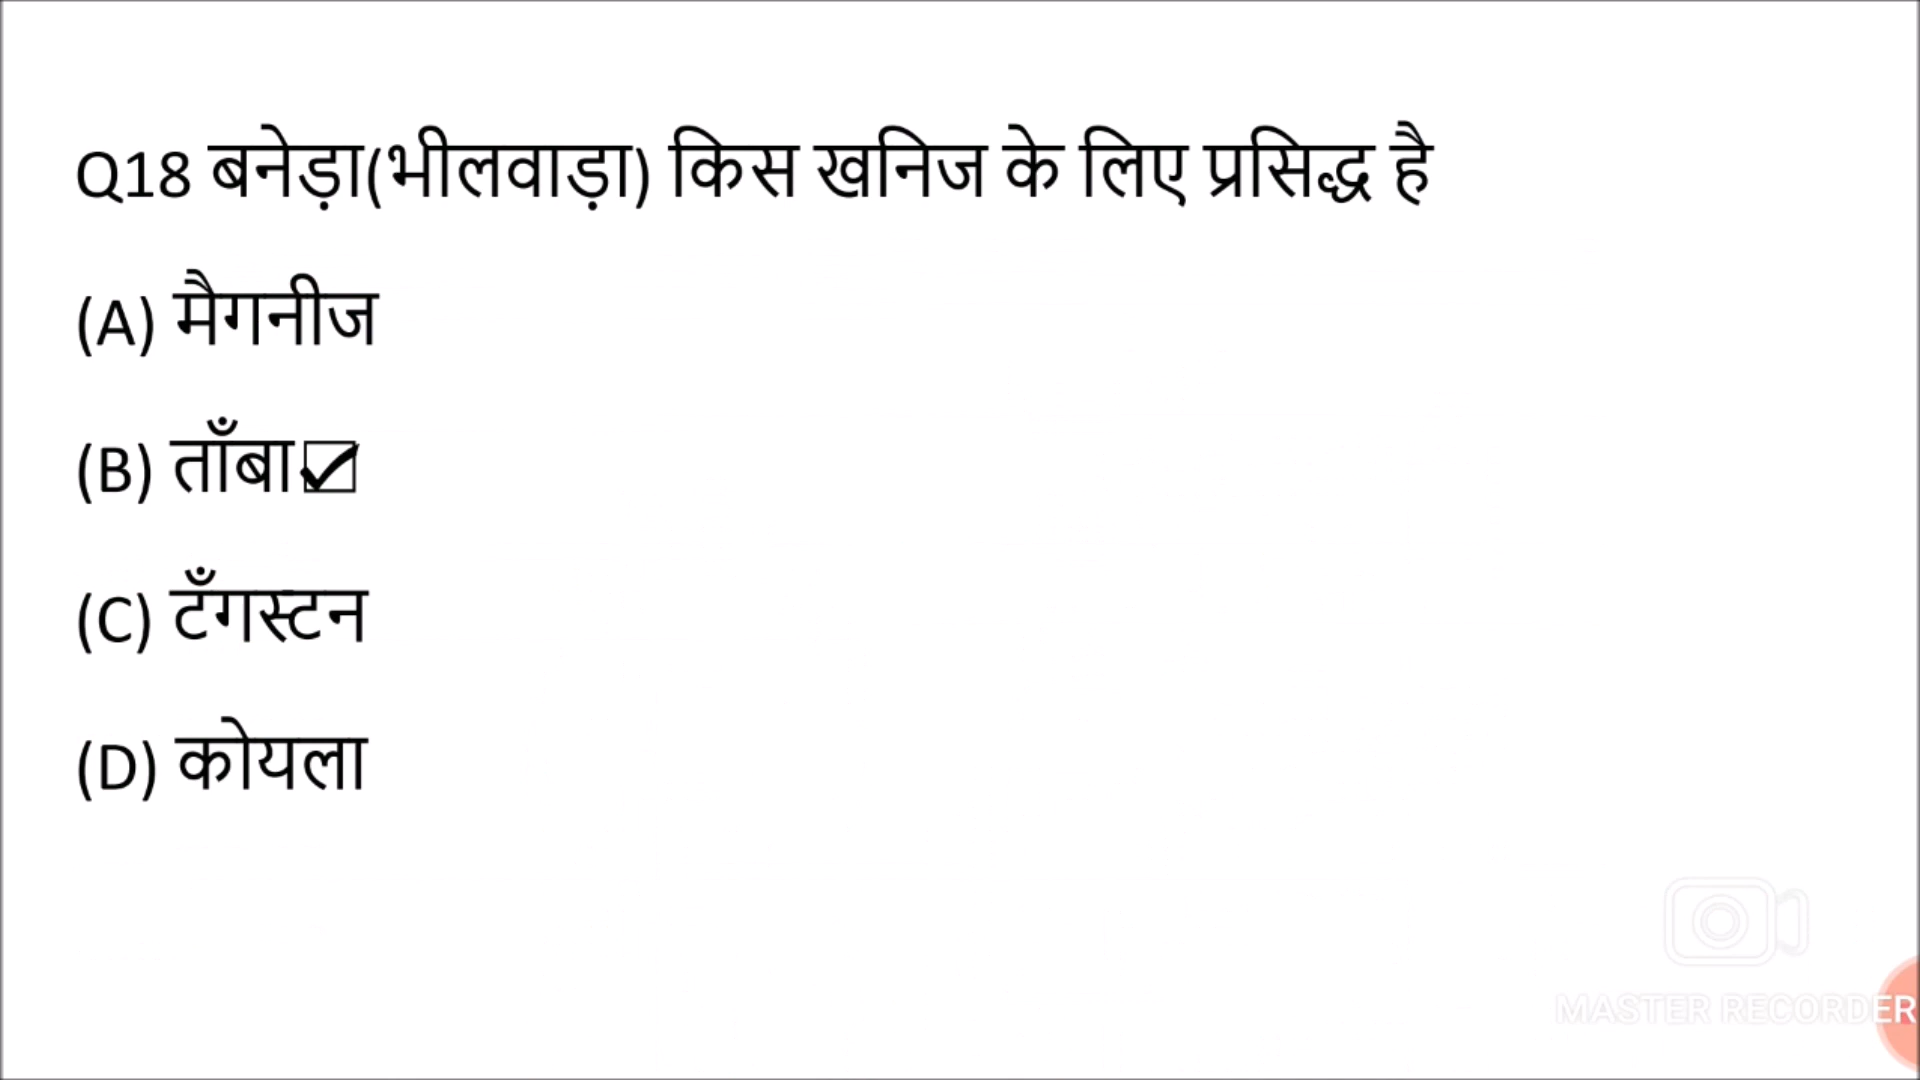 Q18 बनेड़ा(भीलवाड़ा) किस खनिज के लिए प्रसिद्ध है
(A) मैगनीज
(B) ताँबा☑
(C) टँगस्टन
(D) कोयला
MASTER RECORDER